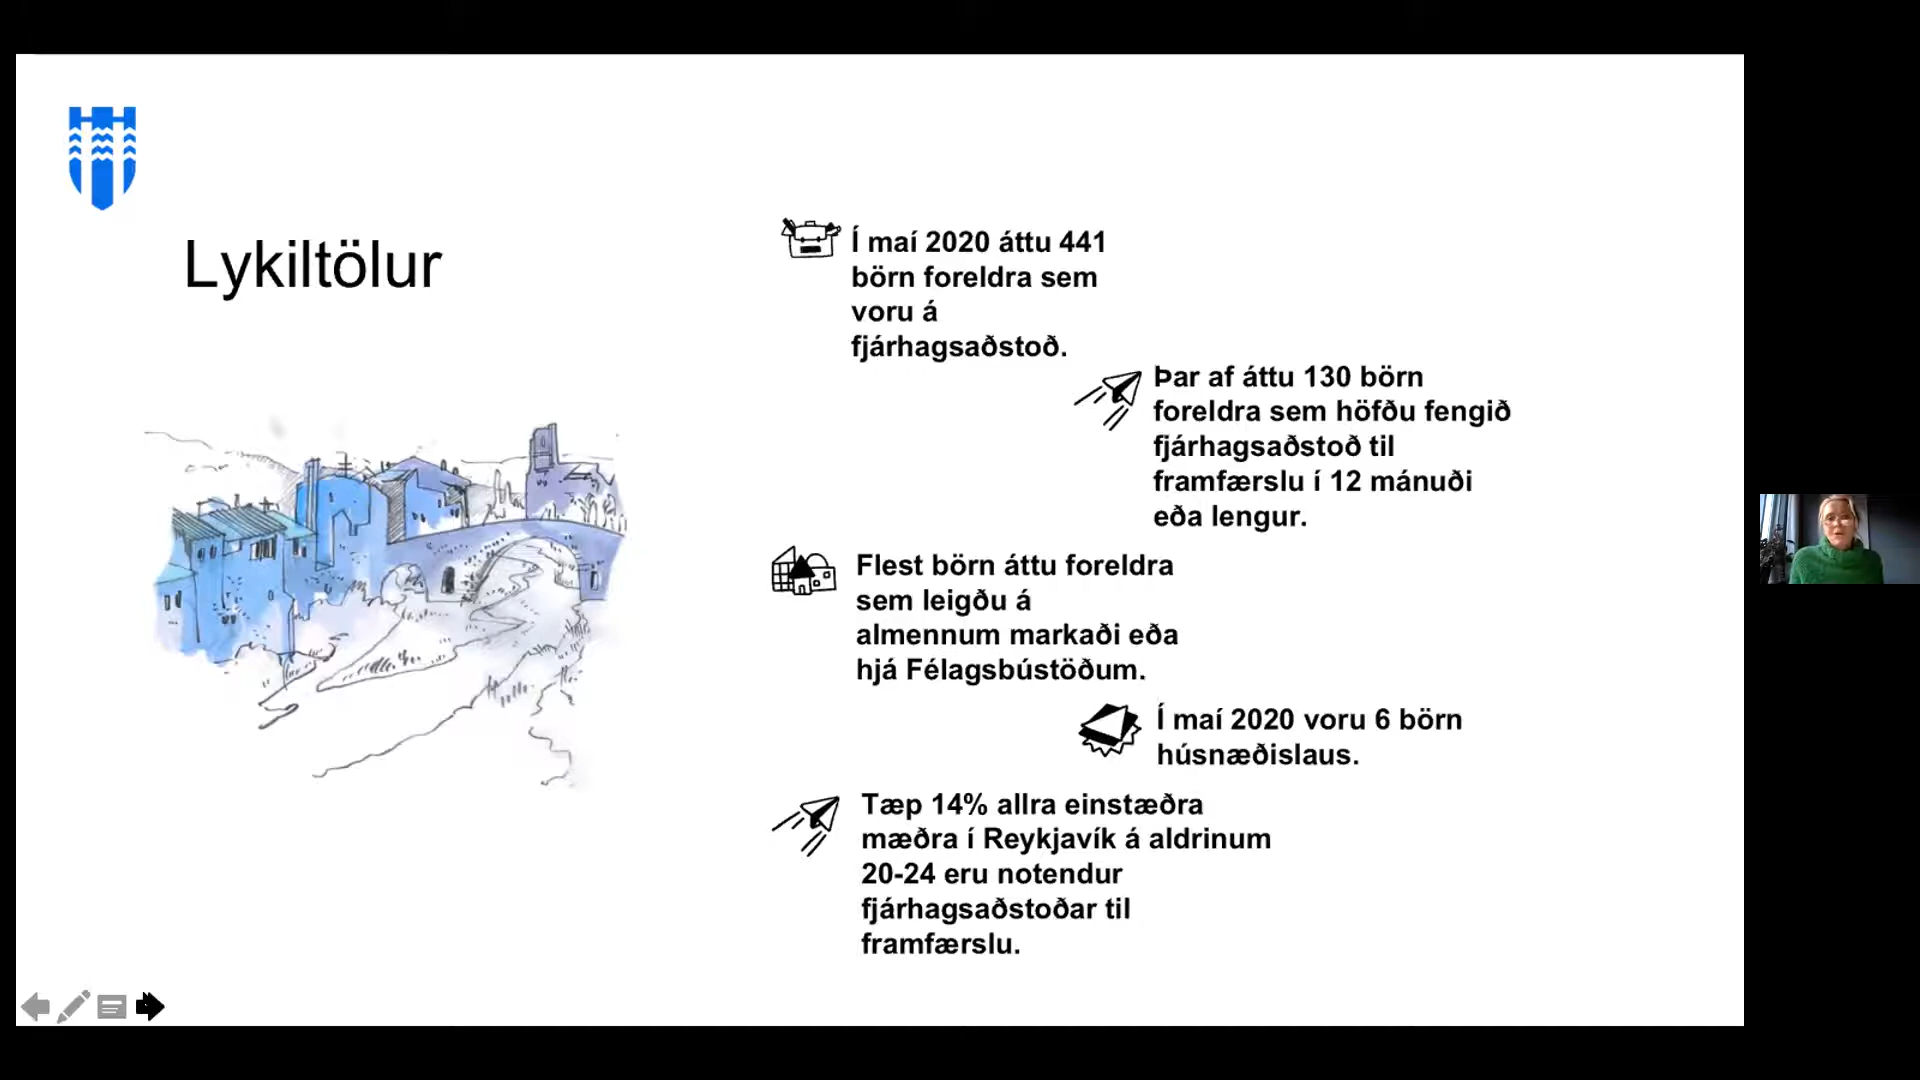 Lykiltölur
Í maí 2020 áttu 441
börn foreldra sem
voru á
fjárhagsaðstoð.
Þar af áttu 130 börn
foreldra sem höfðu fengið
fjárhagsaðstoð til
framfærslu í 12 mánuði
eða lengur.
Flest börn áttu foreldra
sem leigðu á
almennum markaði eða
hjá Félagsbústöðum.
Í maí 2020 voru 6 börn
húsnæðislaus.
Tæp 14% allra einstæðra
mæðra í Reykjavík á aldrinum
20-24 eru notendur
fjárhagsaðstoðar til
framfærslu.